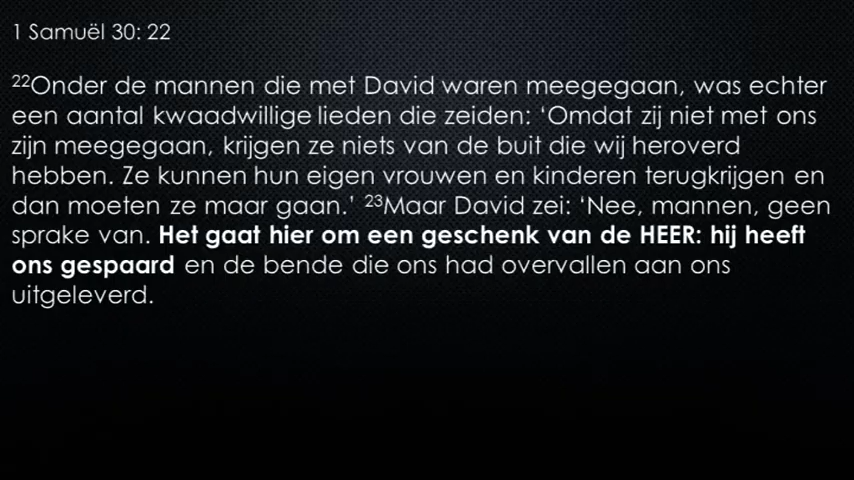 1 Samuël 30: 22
²²Onder de mannen die met David waren meegegaan, was echter
een aantal kwaadwillige lieden die zeiden: ‘Omdat zij niet met ons
zijn meegegaan, krijgen ze niets van de buit die wij heroverd
hebben. Ze kunnen hun eigen vrouwen en kinderen terugkrijgen en
dan moeten ze maar gaan.’ ²³Maar David zei: ‘Nee, mannen, geen
sprake van. Het gaat hier om een geschenk van de HEER: hij heeft
ons gespaard en de bende die ons had overvallen aan ons
uitgeleverd.